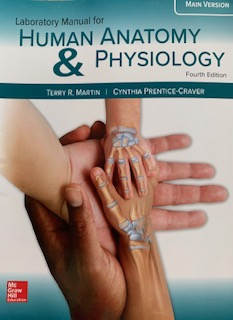 MAIN VERSION
Laboratory Manual for
HUMAN ANATOMY
& PHYSIOLOGY
Fourth Edition
TERRY R. MARTIN | CYNTHIA PRENTICE-CRAVER
Mc
Graw
Hill
Education